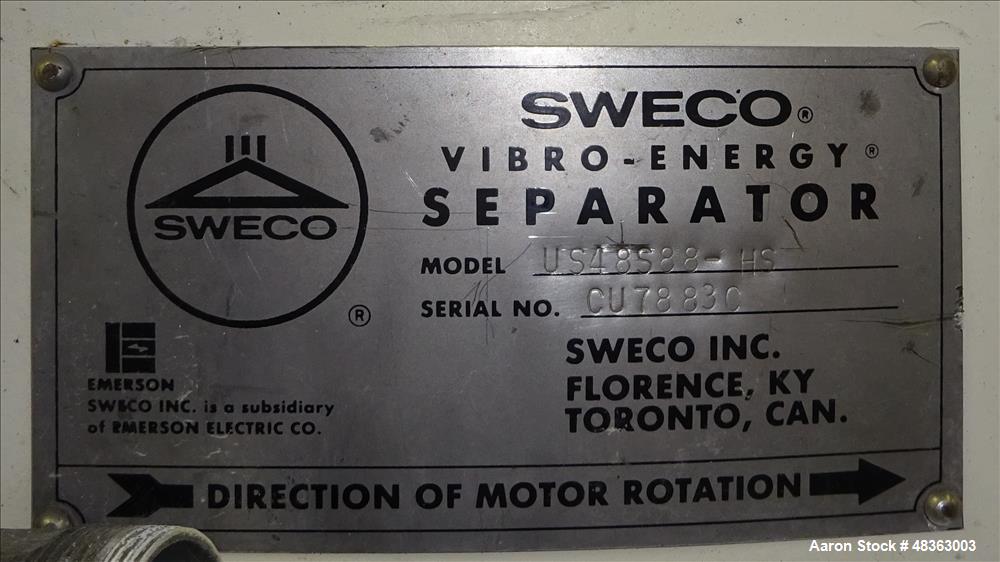 SWECO®
VIBRO-ENERGY®
SEPARATOR
MODEL US48S88-HS
SERIAL NO. CU7883C
SWECO
®
EMERSON
SWECO INC. is a subsidiary
of EMERSON ELECTRIC CO.
SWECO INC.
FLORENCE, KY
TORONTO, CAN.
DIRECTION OF MOTOR ROTATION
Aaron Stock # 48363003